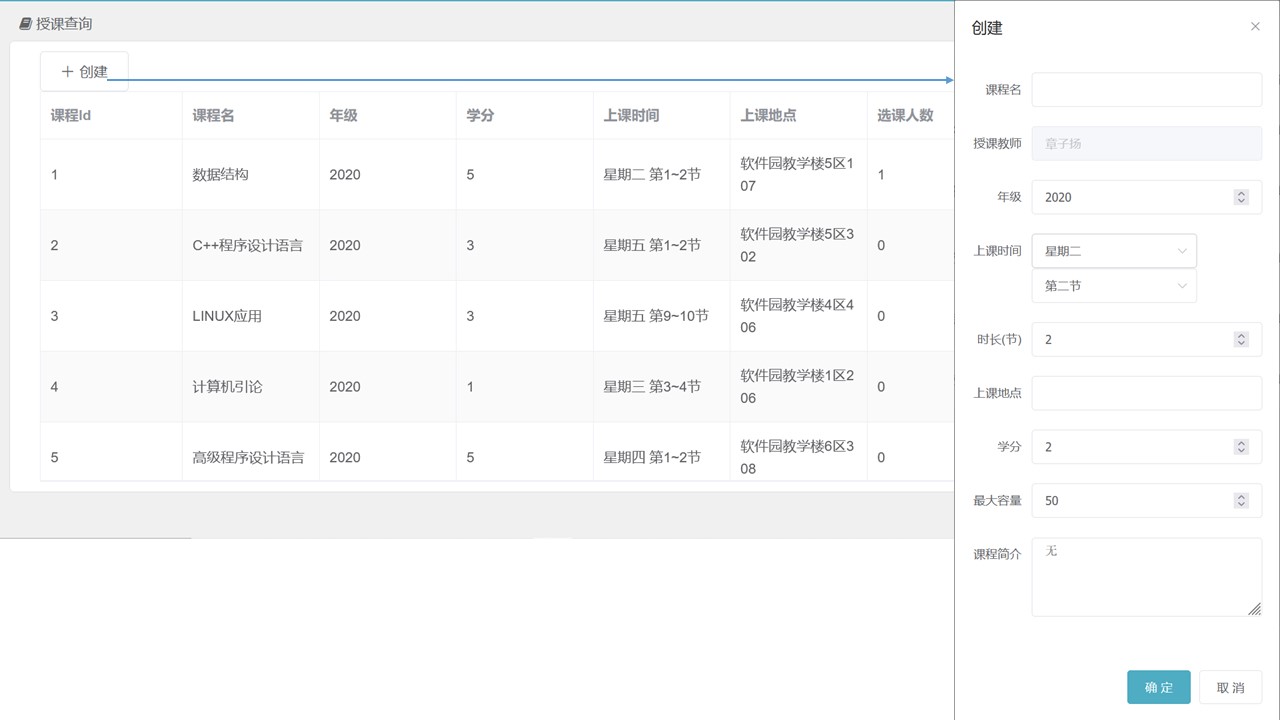 授课查询
创建
课程Id 课程名 年级 学分 上课时间 上课地点 选课人数
1 数据结构 2020 5 星期二 第1~2节 软件园教学楼5区1
07 1
2 C++程序设计语言 2020 3 星期五 第1~2节 软件园教学楼5区3
02 0
3 LINUX应用 2020 3 星期五 第9~10节 软件园教学楼4区4
06 0
4 计算机引论 2020 1 星期三 第3~4节 软件园教学楼1区2
06 0
5 高级程序设计语言 2020 5 星期四 第1~2节 软件园教学楼6区3
08 0
创建
课程名
授课教师 章子扬
年级 2020
上课时间 星期二
第二节
时长(节) 2
上课地点
学分 2
最大容量 50
课程简介 无
确 定 取 消